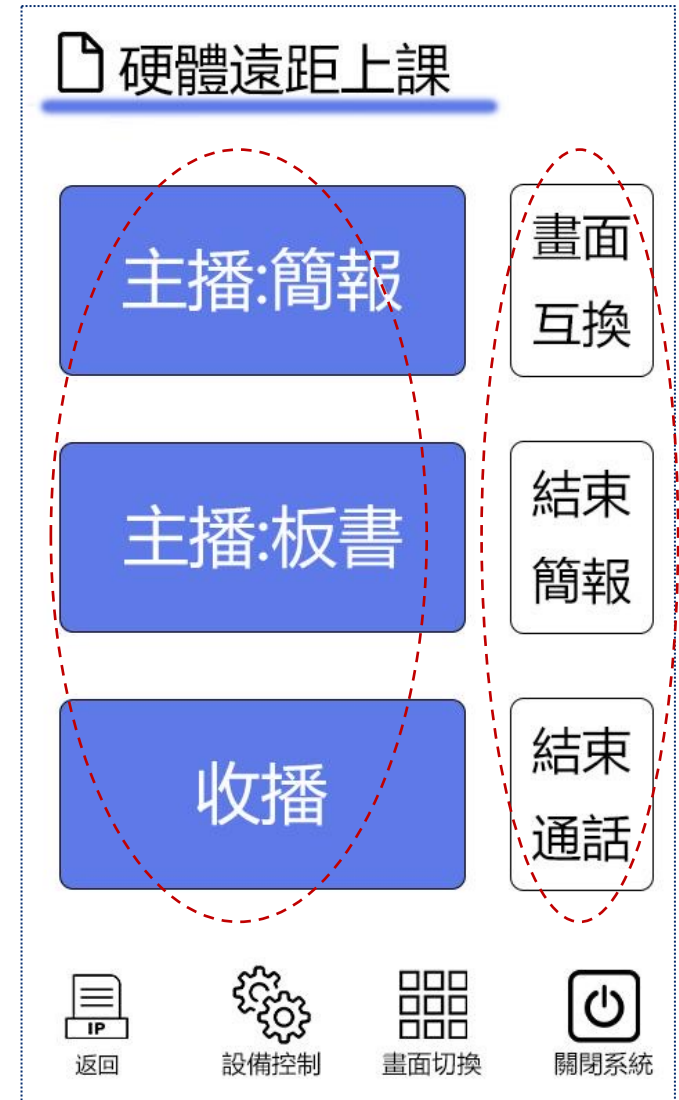 硬體遠距上課
主播:簡報
畫面
互換
主播:板書
結束
簡報
收播
結束
通話
IP
返回
設備控制
畫面切換
關閉系統